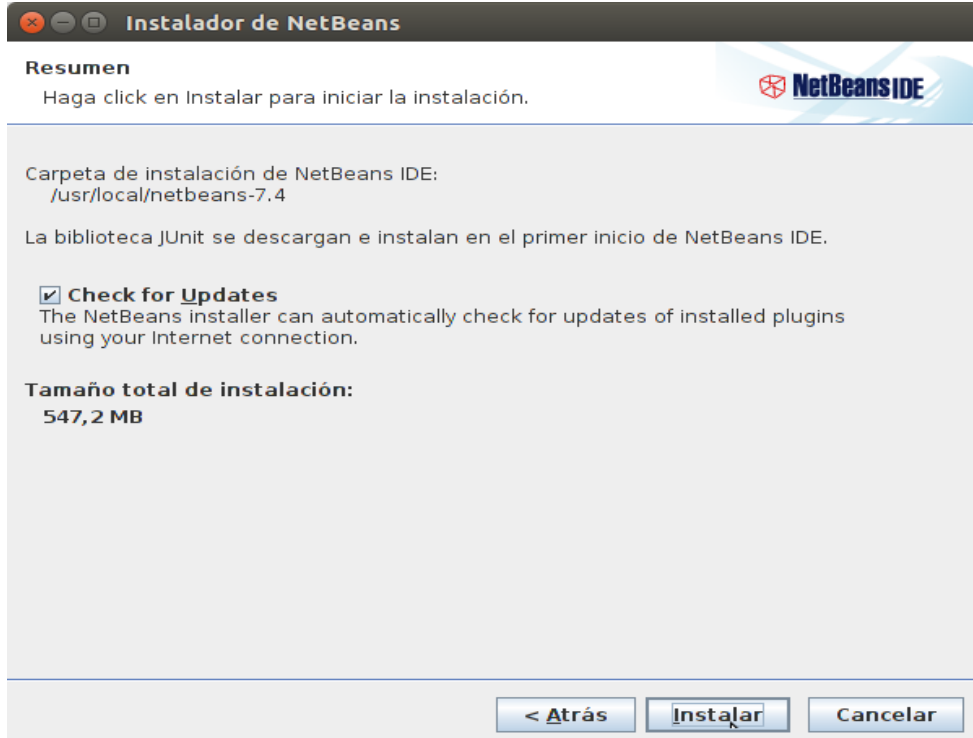 Instalador de NetBeans
Resumen
Haga click en Instalar para iniciar la instalación.
NetBeans IDE
Carpeta de instalación de NetBeans IDE:
/usr/local/netbeans-7.4
La biblioteca JUnit se descargan e instalan en el primer inicio de NetBeans IDE.
Check for Updates
The NetBeans installer can automatically check for updates of installed plugins
using your Internet connection.
Tamaño total de instalación:
547,2 MB
< Atrás
Instalar
Cancelar